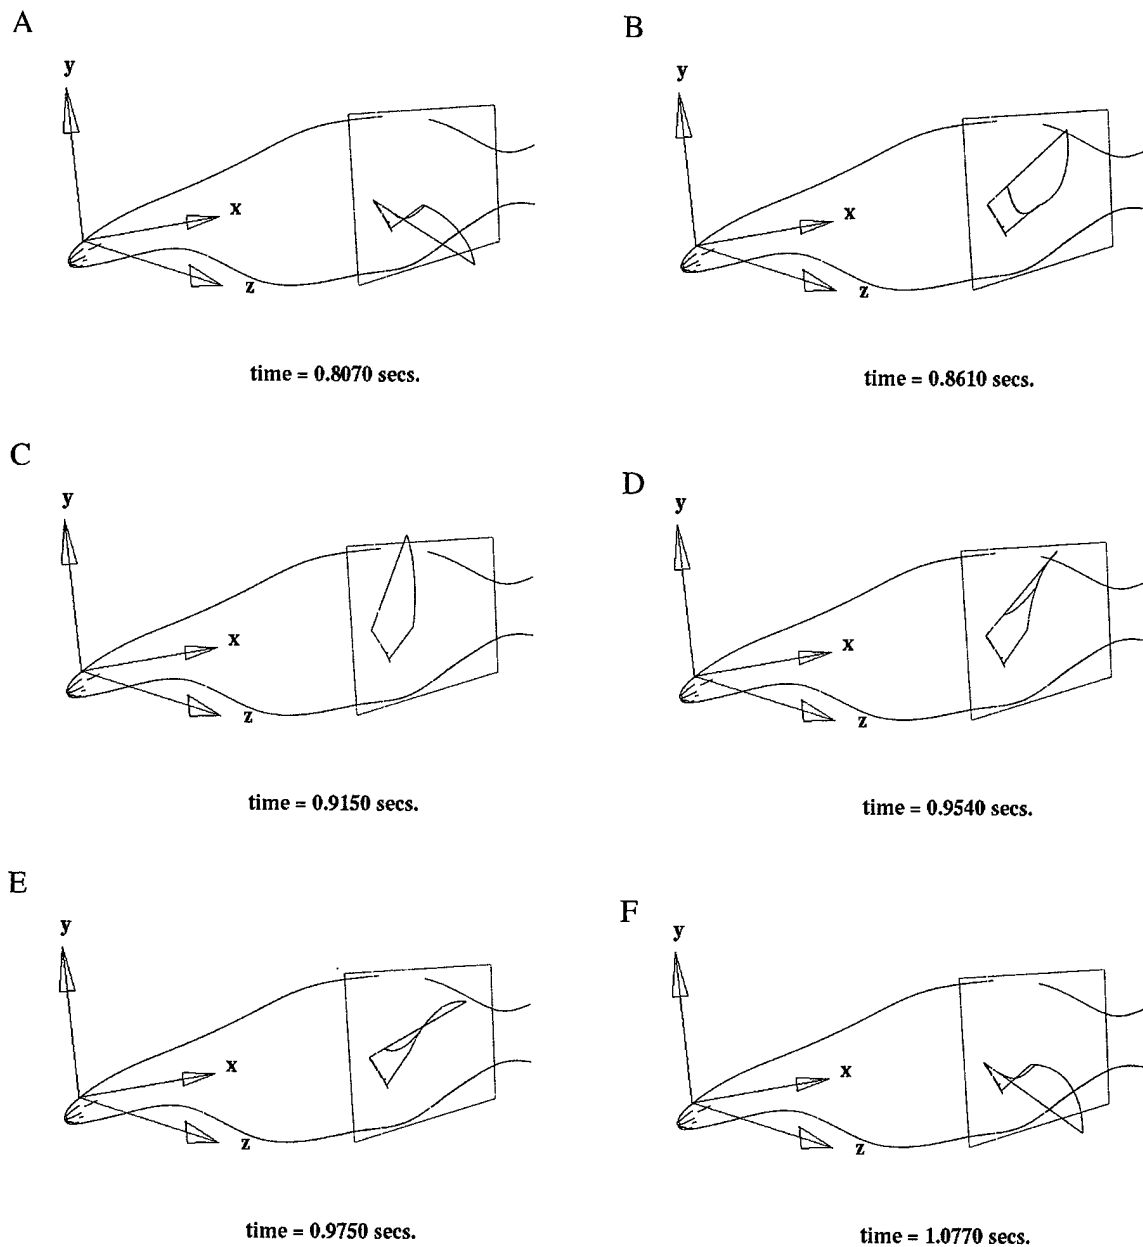 A
y
x
z
time = 0.8070 secs.
B
y
x
z
time = 0.8610 secs.
C
y
x
z
time = 0.9150 secs.
D
y
x
z
time = 0.9540 secs.
E
y
x
z
time = 0.9750 secs.
F
y
x
z
time = 1.0770 secs.